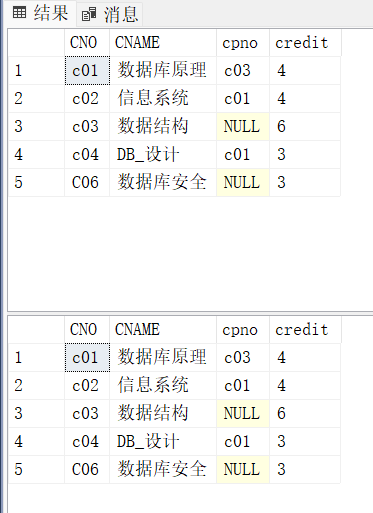 结果 消息
CNO CNAME cpno credit
1 c01 数据库原理 c03 4
2 c02 信息系统 c01 4
3 c03 数据结构 NULL 6
4 c04 DB_设计 c01 3
5 C06 数据库安全 NULL 3
CNO CNAME cpno credit
1 c01 数据库原理 c03 4
2 c02 信息系统 c01 4
3 c03 数据结构 NULL 6
4 c04 DB_设计 c01 3
5 C06 数据库安全 NULL 3